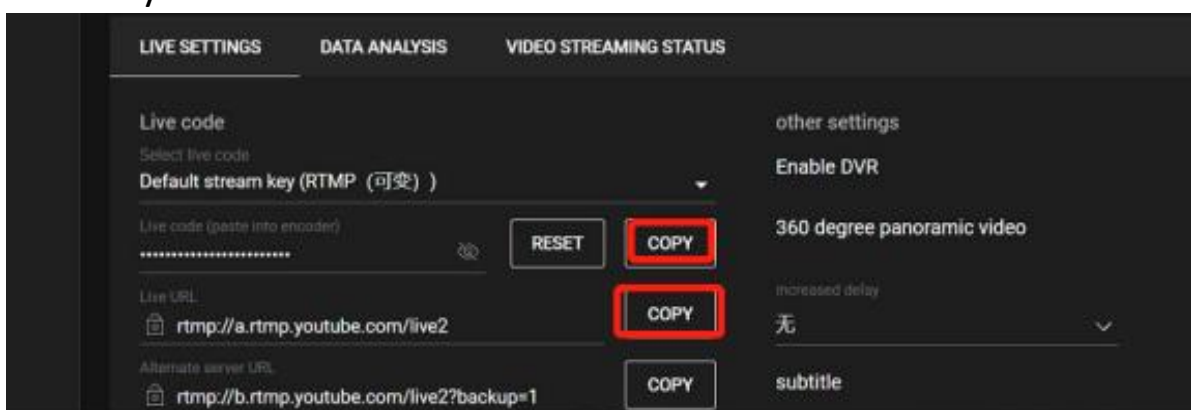 LIVE SETTINGS DATA ANALYSIS VIDEO STREAMING STATUS
Live code
Select live code
Default stream key (RTMP (可变) )
Live code (paste into encoder)
RESET COPY
Live URL
rtmp://a.rtmp.youtube.com/live2
COPY
Alternate server URL
rtmp://b.rtmp.youtube.com/live2?backup=1
COPY
other settings
Enable DVR
360 degree panoramic video
increased delay
无
subtitle